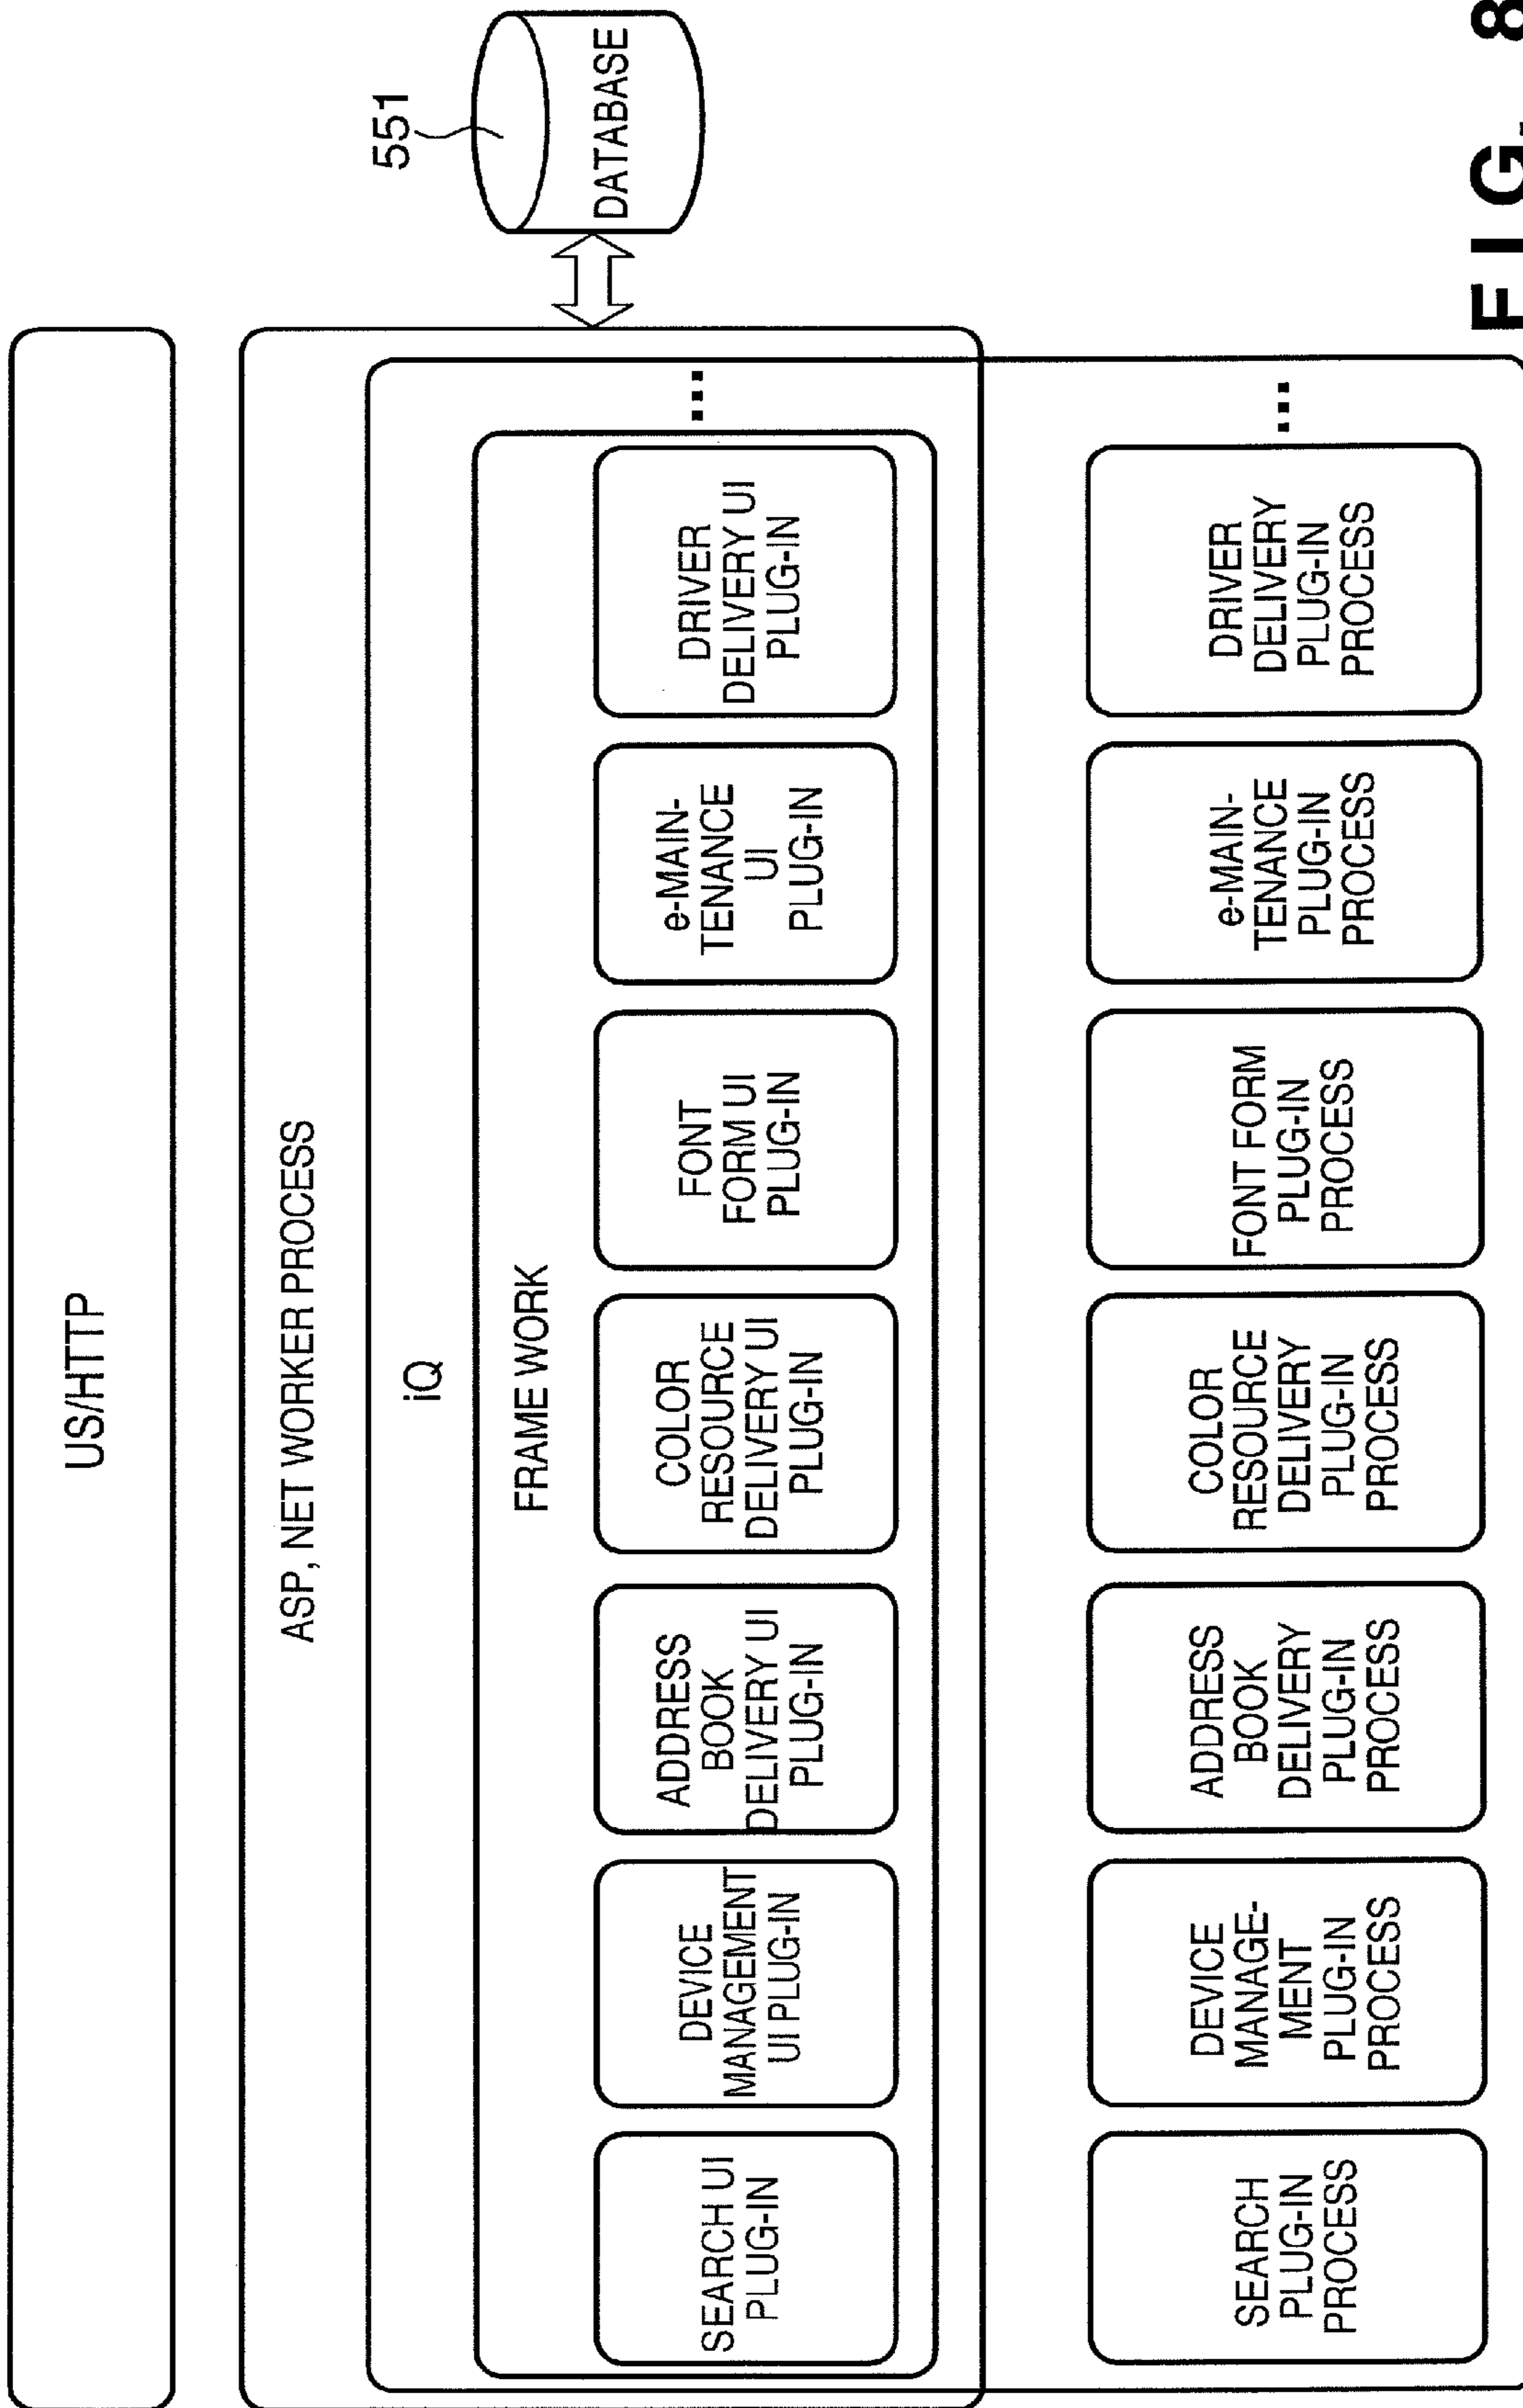 US/HTTP
ASP, NET WORKER PROCESS
iQ
FRAME WORK
SEARCH UI
PLUG-IN
DEVICE
MANAGEMENT
UI PLUG-IN
ADDRESS
BOOK
DELIVERY UI
PLUG-IN
COLOR
RESOURCE
DELIVERY UI
PLUG-IN
FONT
FORM UI
PLUG-IN
e-MAIN-
TENANCE
UI
PLUG-IN
DRIVER
DELIVERY UI
PLUG-IN
...
551
DATABASE
SEARCH
PLUG-IN
PROCESS
DEVICE
MANAGE-
MENT
PLUG-IN
PROCESS
ADDRESS
BOOK
DELIVERY
PLUG-IN
PROCESS
COLOR
RESOURCE
DELIVERY
PLUG-IN
PROCESS
FONT FORM
PLUG-IN
PROCESS
e-MAIN-
TENANCE
PLUG-IN
PROCESS
DRIVER
DELIVERY
PLUG-IN
PROCESS
...
FIG. 8